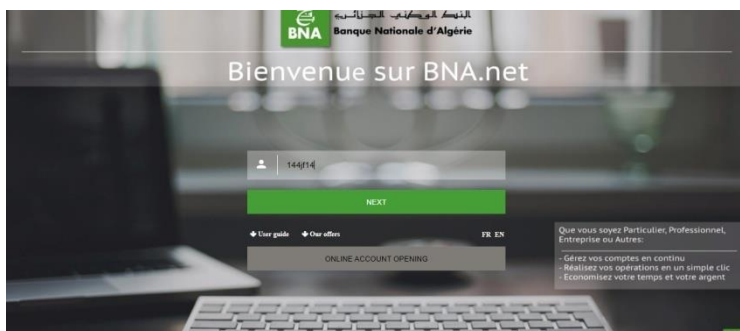 البنك الوطني الجزائري
BNA Banque Nationale d'Algérie
Bienvenue sur BNA.net
144jf14
NEXT
User guide Our offers FR EN
ONLINE ACCOUNT OPENING
Que vous soyez Particulier, Professionnel,
Entreprise ou Autres:
- Gérez vos comptes en continu
- Réalisez vos opérations en un simple clic
- Economisez votre temps et votre argent